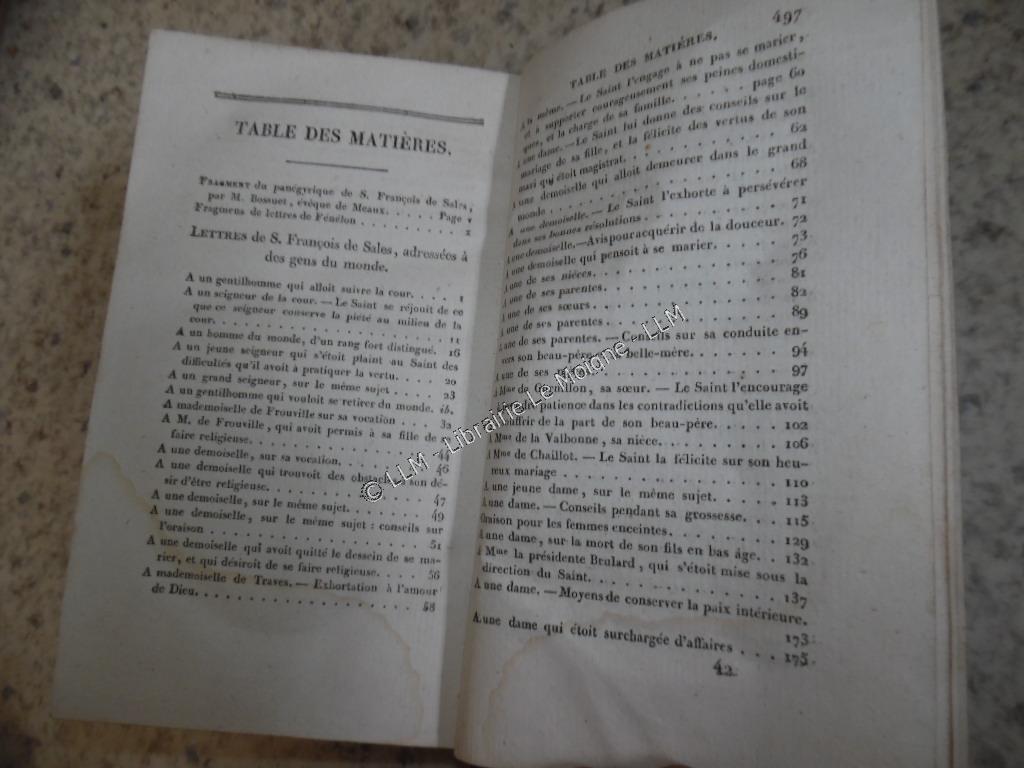 TABLE DES MATIÈRES.
FRAGMENT du panégyrique de S. François de Sales,
par M. Bossuet, évêque de Meaux. . . . . Page v
Fragmens de lettres de Fénélon . . . . . . . . . .
LETTRES de S. François de Sales, adressées à
des gens du monde.
A un gentilhomme qui alloit suivre la cour. . . . . 1
A un seigneur de la cour. — Le Saint se réjouit de ce
que ce seigneur conserve la piété au milieu de la
cour. . . . . . . . . . . . . . . . 11
A un homme du monde, d'un rang fort distingué. 16
A un jeune seigneur qui s'étoit plaint au Saint des
difficultés qu'il avoit à pratiquer la vertu. . . . 20
A un grand seigneur, sur le même sujet . . . . . 23
A un gentilhomme qui vouloit se retirer du monde. ib.
A mademoiselle de Frouville sur sa vocation . . . . 32
A M. de Frouville, qui avoit permis à sa fille de se
faire religieuse. . . . . . . . . . .
A une demoiselle, sur sa vocation. . . . . . 46
A une demoiselle qui trouvoit des obstacles à son dé-
sir d'être religieuse. . . . . . . . . . . 47
A une demoiselle, sur le même sujet. . . . . . . 49
A une demoiselle, sur le même sujet : conseils sur
l'oraison . . . . . . . . . . . . . . 51
A une demoiselle qui avoit quitté le dessein de se ma-
rier, et qui désiroit de se faire religieuse. . . . 56
A mademoiselle de Traves. — Exhortation à l'amour
de Dieu. . . . . . . . . . . . . . . 58
497
TABLE DES MATIÈRES.
A la même. — Le Saint l'engage à ne pas se marier,
et à supporter courageusement ses peines domesti-
ques, et la charge de sa famille. . . . . . page 60
A une dame. — Le Saint lui donne des conseils sur le
mariage de sa fille, et la félicite des vertus de son
mari qui étoit magistrat. . . . . . . . . . 62
A une demoiselle qui alloit demeurer dans le grand
monde . . . . . . . . . . . . . . . 68
A une demoiselle. — Le Saint l'exhorte à persévérer
dans ses bonnes résolutions . . . . . . . . . 71
A une demoiselle. — Avis pour acquérir de la douceur. 73
A une demoiselle qui pensoit à se marier. . . . . 76
A une de ses nièces. . . . . . . . . . . . 81
A une de ses parentes. . . . . . . . . . . 82
A une de ses sœurs . . . . . . . . . . . 89
A une de ses parentes . . . . . . . . . .
A une de ses parentes. — Conseils sur sa conduite en-
vers son beau-père et sa belle-mère. . . . . . 94
A une de ses . . . . . . . . . . . 97
A Mme de Cornillon, sa sœur. — Le Saint l'encourage
à la patience dans les contradictions qu'elle avoit
à souffrir de la part de son beau-père. . . . . 102
A Mme de la Valbonne, sa nièce. . . . . . . . 106
A Mme de Chaillot. — Le Saint la félicite sur son heu-
reux mariage . . . . . . . . . . . . . 110
A une jeune dame, sur le même sujet. . . . . . . 113
A une dame. — Conseils pendant sa grossesse. . . . 115
Oraison pour les femmes enceintes. . . . . . . . 129
A une dame, sur la mort de son fils en bas âge. . . 132
A Mme la présidente Brulard, qui s'étoit mise sous la
direction du Saint. . . . . . . . . . . . 137
A une dame. — Moyens de conserver la paix intérieure.
173
A une dame qui étoit surchargée d'affaires . . . . 175
42
© LLM - Librairie Le Moigne - LLM